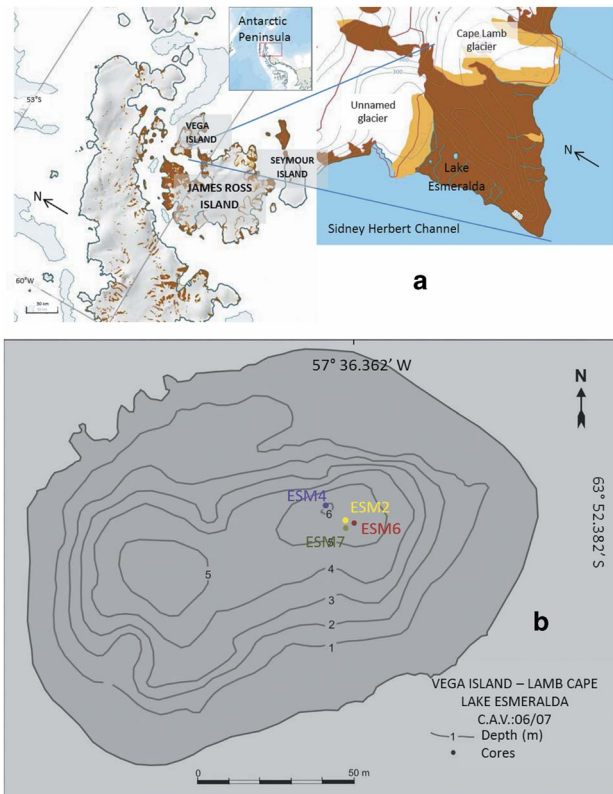 Antarctic
Peninsula
53°S
VEGA
ISLAND
SEYMOUR
ISLAND
JAMES ROSS
ISLAND
N
60°W
Cape Lamb
glacier
Unnamed
glacier
Lake
Esmeralda
N
Sidney Herbert Channel
a
57° 36.362' W
N
63° 52.382' S
ESM4
6
ESM2
ESM6
ESM7
5
5
4
3
2
1
b
VEGA ISLAND – LAMB CAPE
LAKE ESMERALDA
C.A.V.:06/07
1 Depth (m)
Cores
0 50 m